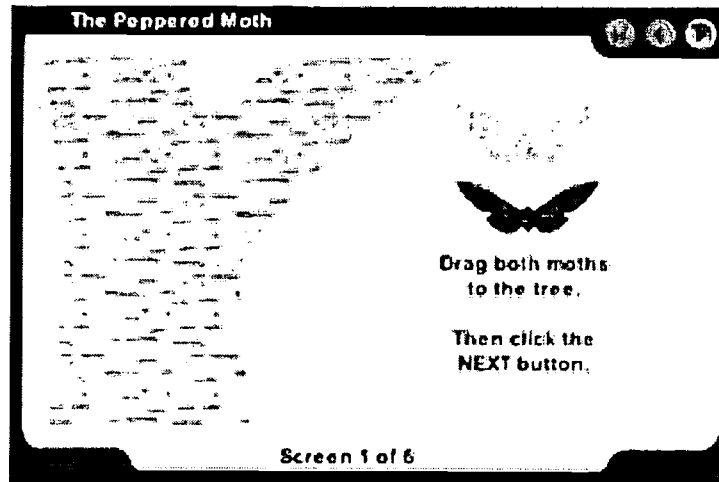 The Peppered Moth
Drag both moths
to the tree.
Then click the
NEXT button.
Screen 1 of 6